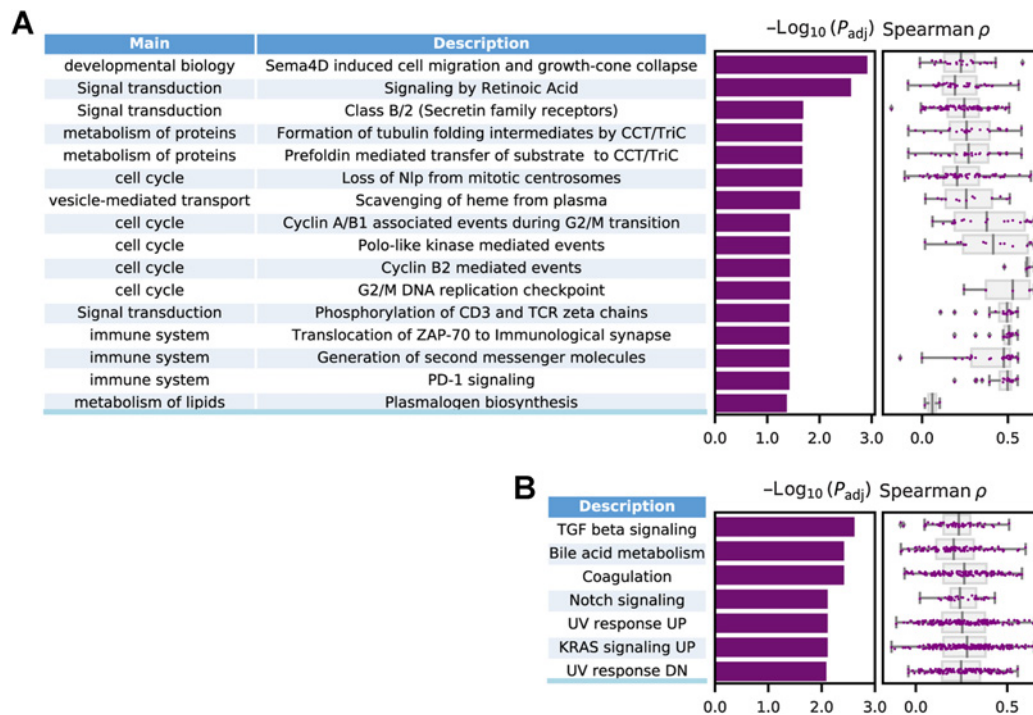 A
–Log10 (Padj) Spearman ρ
Main Description
developmental biology Sema4D induced cell migration and growth-cone collapse
Signal transduction Signaling by Retinoic Acid
Signal transduction Class B/2 (Secretin family receptors)
metabolism of proteins Formation of tubulin folding intermediates by CCT/TriC
metabolism of proteins Prefoldin mediated transfer of substrate to CCT/TriC
cell cycle Loss of Nlp from mitotic centrosomes
vesicle-mediated transport Scavenging of heme from plasma
cell cycle Cyclin A/B1 associated events during G2/M transition
cell cycle Polo-like kinase mediated events
cell cycle Cyclin B2 mediated events
cell cycle G2/M DNA replication checkpoint
Signal transduction Phosphorylation of CD3 and TCR zeta chains
immune system Translocation of ZAP-70 to Immunological synapse
immune system Generation of second messenger molecules
immune system PD-1 signaling
metabolism of lipids Plasmalogen biosynthesis
0.0 1.0 2.0 3.0 0.0 0.5
B
–Log10 (Padj) Spearman ρ
Description
TGF beta signaling
Bile acid metabolism
Coagulation
Notch signaling
UV response UP
KRAS signaling UP
UV response DN
0.0 1.0 2.0 3.0 0.0 0.5